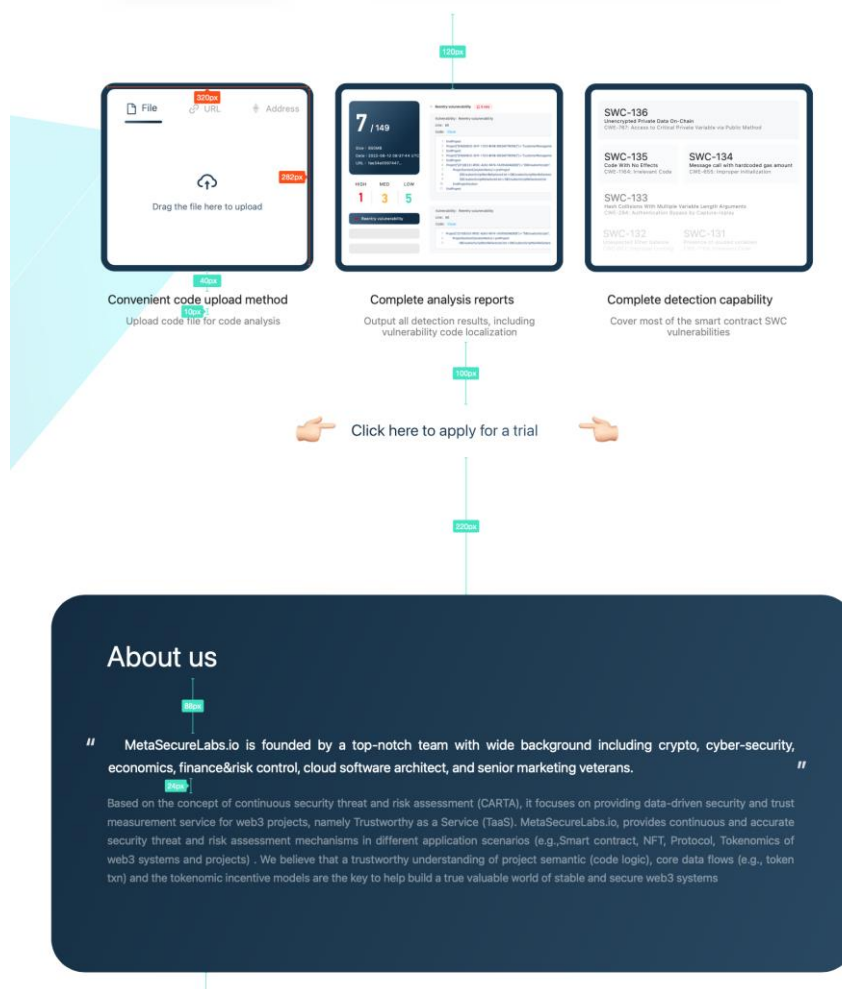 120px
320px
File
URL
Address
282px
Drag the file here to upload
7 / 149
HIGH MED LOW
1 3 5
Reentry vulnerability
SWC-136
Unencrypted Private Data On-Chain
CWE-767: Access to Critical Private Variable via Public Method
SWC-135
Code With No Effects
CWE-1164: Irrelevant Code
SWC-134
Message call with hardcoded gas amount
CWE-655: Improper Initialization
SWC-133
Hash Collisions With Multiple Variable Length Arguments
CWE-294: Authentication Bypass by Capture-replay
SWC-132
SWC-131
40px
Convenient code upload method
10px
Upload code file for code analysis
Complete analysis reports
Output all detection results, including
vulnerability code localization
Complete detection capability
Cover most of the smart contract SWC
vulnerabilities
100px
Click here to apply for a trial
220px
About us
88px
" MetaSecureLabs.io is founded by a top-notch team with wide background including crypto, cyber-security,
economics, finance&risk control, cloud software architect, and senior marketing veterans. "
24px
Based on the concept of continuous security threat and risk assessment (CARTA), it focuses on providing data-driven security and trust
measurement service for web3 projects, namely Trustworthy as a Service (TaaS). MetaSecureLabs.io, provides continuous and accurate
security threat and risk assessment mechanisms in different application scenarios (e.g.,Smart contract, NFT, Protocol, Tokenomics of
web3 systems and projects) . We believe that a trustworthy understanding of project semantic (code logic), core data flows (e.g., token
txn) and the tokenomic incentive models are the key to help build a true valuable world of stable and secure web3 systems